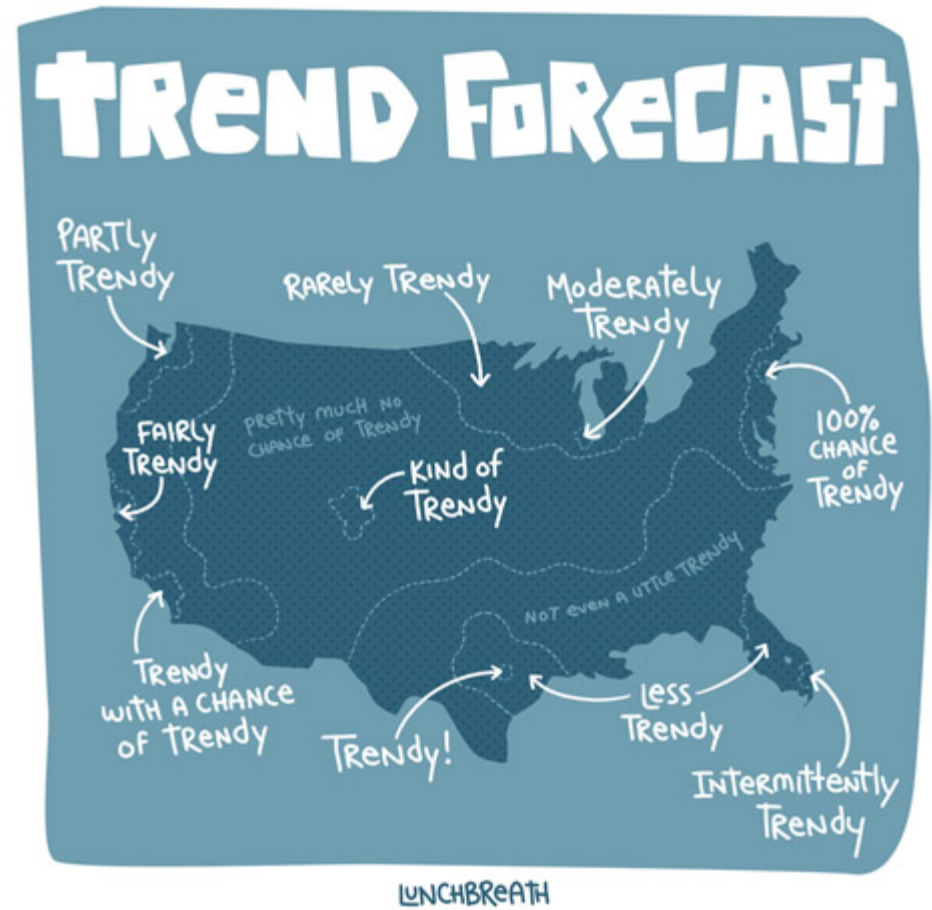 TREND FORECAST
PARTLY
TRENDY
RARELY TRENDY
MODERATELY
TRENDY
PRETTY MUCH NO
CHANCE OF TRENDY
FAIRLY
TRENDY
KIND OF
TRENDY
100%
CHANCE
OF
TRENDY
NOT EVEN A LITTLE TRENDY
TRENDY
WITH A CHANCE
OF TRENDY
TRENDY!
LESS
TRENDY
INTERMITTENTLY
TRENDY
LUNCHBREATH